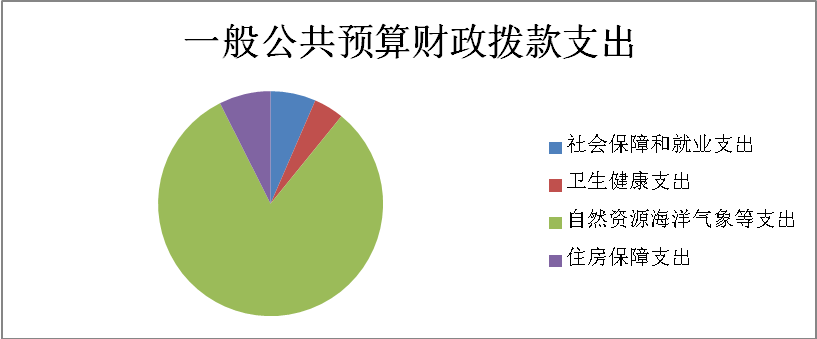 一般公共预算财政拨款支出
社会保障和就业支出
卫生健康支出
自然资源海洋气象等支出
住房保障支出